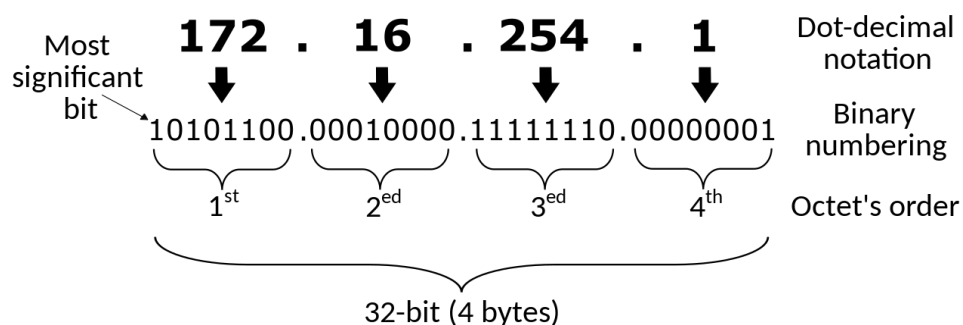 172 . 16 . 254 . 1
Dot-decimal
notation
Most
significant
bit
10101100.00010000.11111110.00000001
Binary
numbering
1st 2ed 3ed 4th
Octet's order
32-bit (4 bytes)